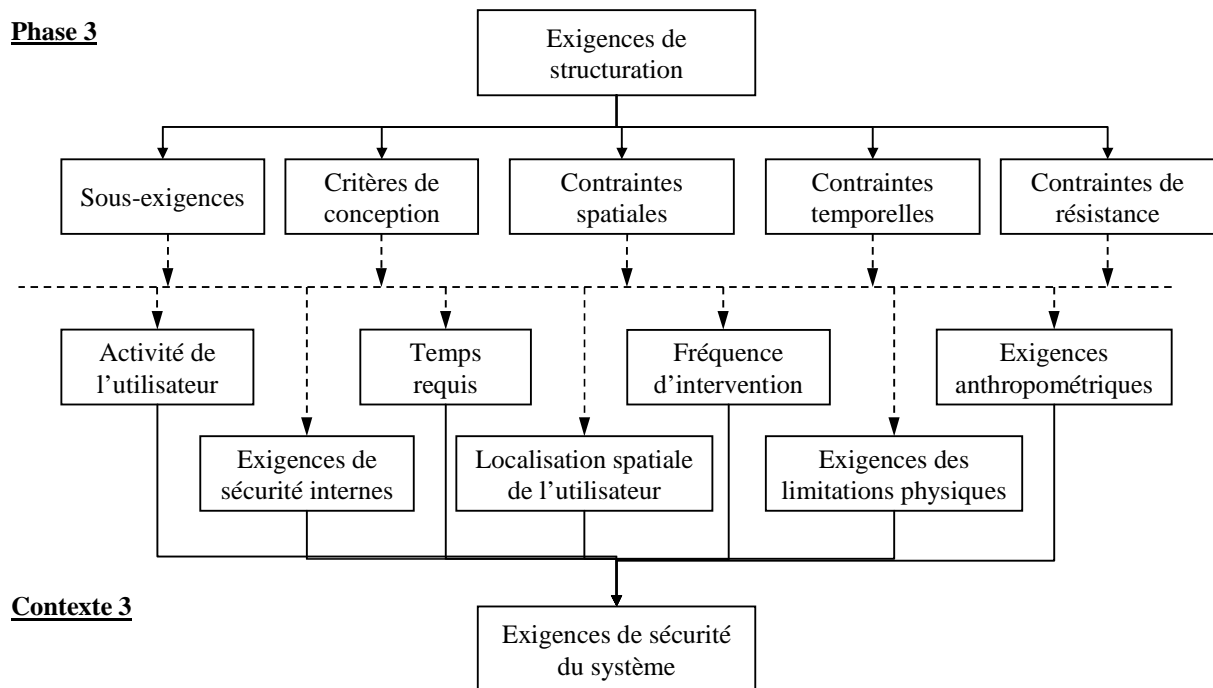 Phase 3
Exigences de
structuration
Sous-exigences
Critères de
conception
Contraintes
spatiales
Contraintes
temporelles
Contraintes de
résistance
Activité de
l’utilisateur
Temps
requis
Fréquence
d’intervention
Exigences
anthropométriques
Exigences de
sécurité internes
Localisation spatiale
de l’utilisateur
Exigences des
limitations physiques
Contexte 3
Exigences de sécurité
du système